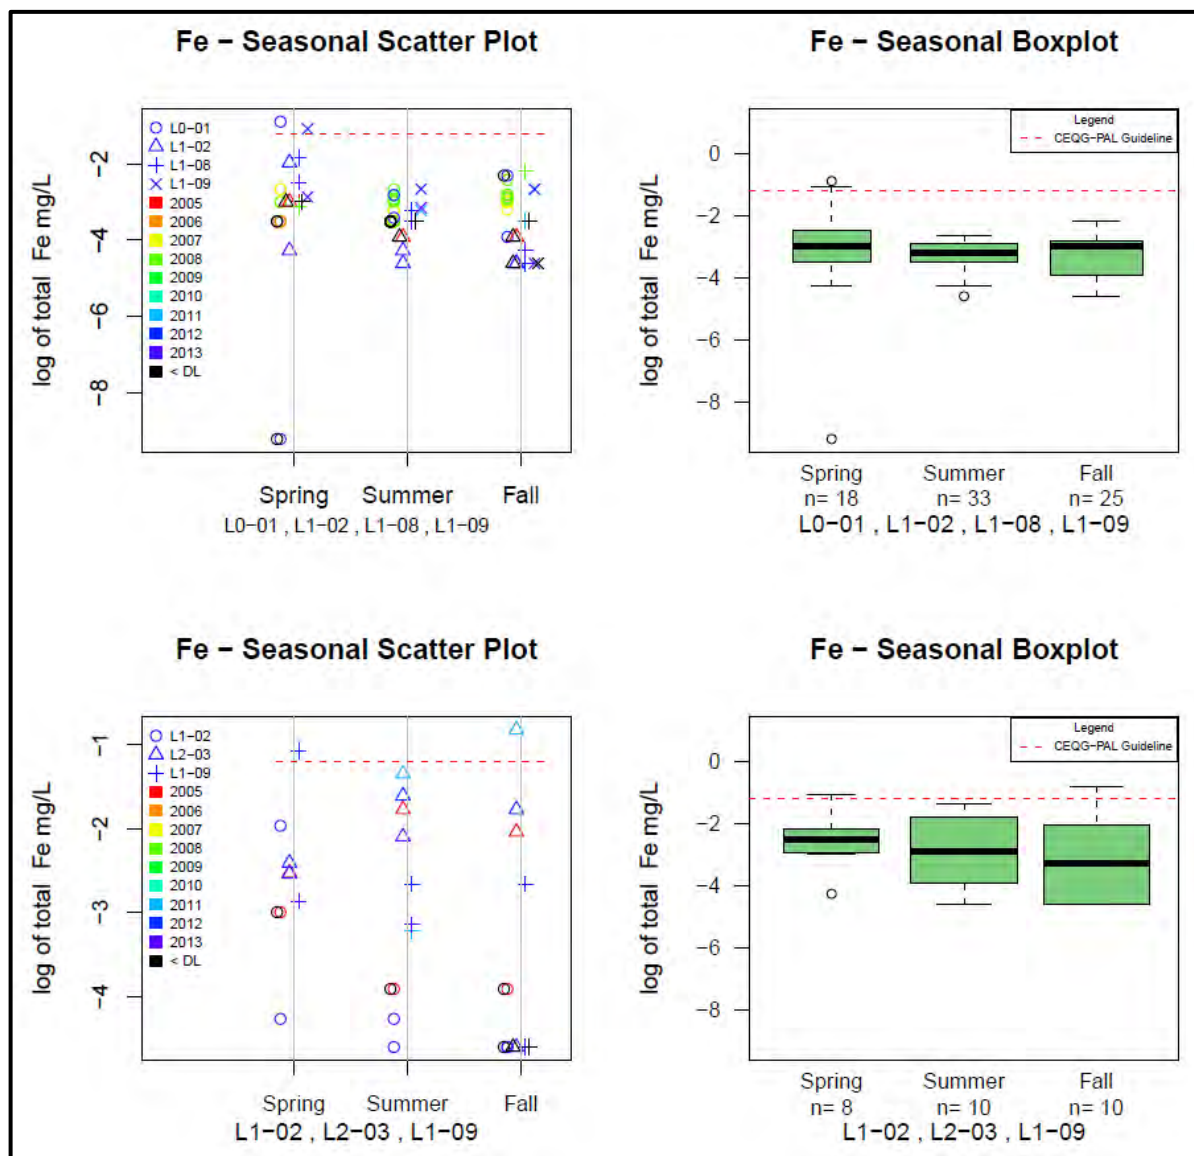 Fe − Seasonal Scatter Plot
log of total Fe mg/L
−2
−4
−6
−8
L0−01
L1−02
L1−08
L1−09
2005
2006
2007
2008
2009
2010
2011
2012
2013
< DL
Spring Summer Fall
L0−01 , L1−02 , L1−08 , L1−09
Fe − Seasonal Boxplot
log of total Fe mg/L
0
−2
−4
−6
−8
Legend
CEQG−PAL Guideline
Spring Summer Fall
n= 18 n= 33 n= 25
L0−01 , L1−02 , L1−08 , L1−09
Fe − Seasonal Scatter Plot
log of total Fe mg/L
−1
−2
−3
−4
L1−02
L2−03
L1−09
2005
2006
2007
2008
2009
2010
2011
2012
2013
< DL
Spring Summer Fall
L1−02 , L2−03 , L1−09
Fe − Seasonal Boxplot
log of total Fe mg/L
0
−2
−4
−6
−8
Legend
CEQG−PAL Guideline
Spring Summer Fall
n= 8 n= 10 n= 10
L1−02 , L2−03 , L1−09